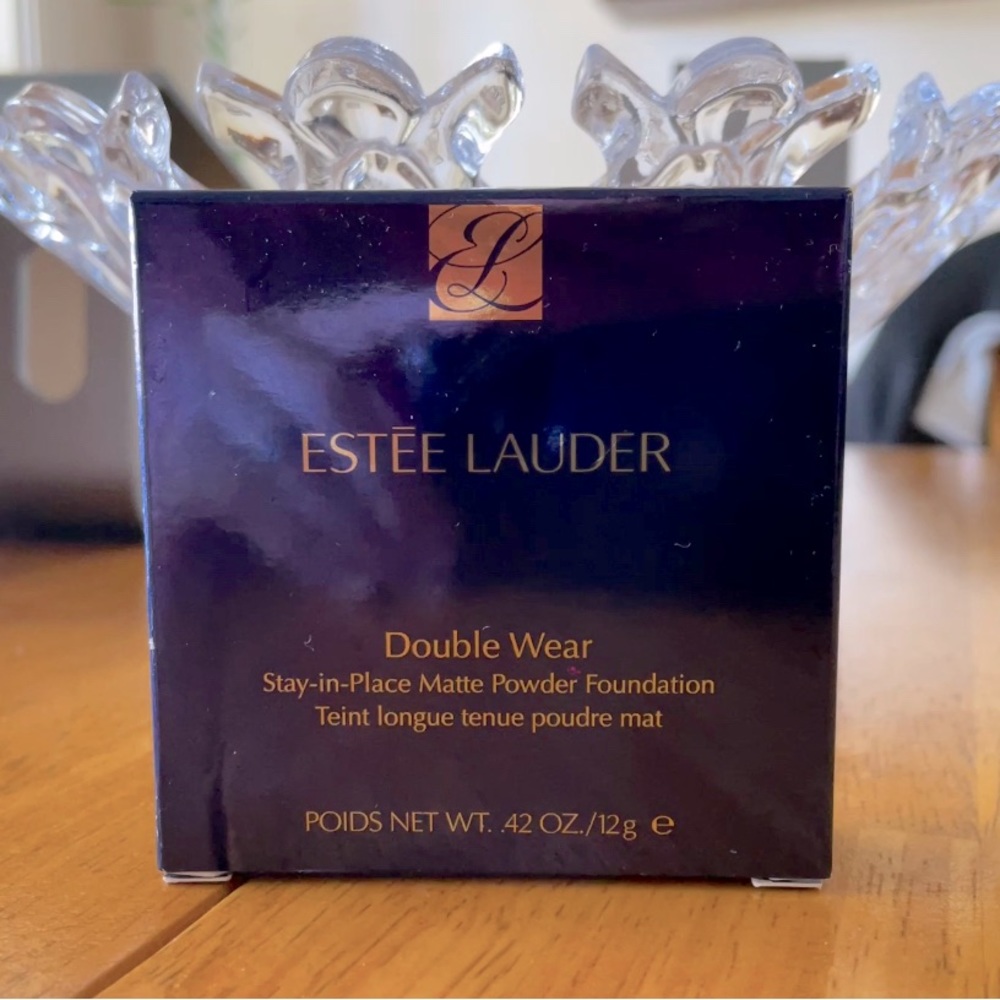 EL
ESTĒE LAUDER
Double Wear
Stay-in-Place Matte Powder Foundation
Teint longue tenue poudre mat
POIDS NET WT. .42 OZ./12g ℮